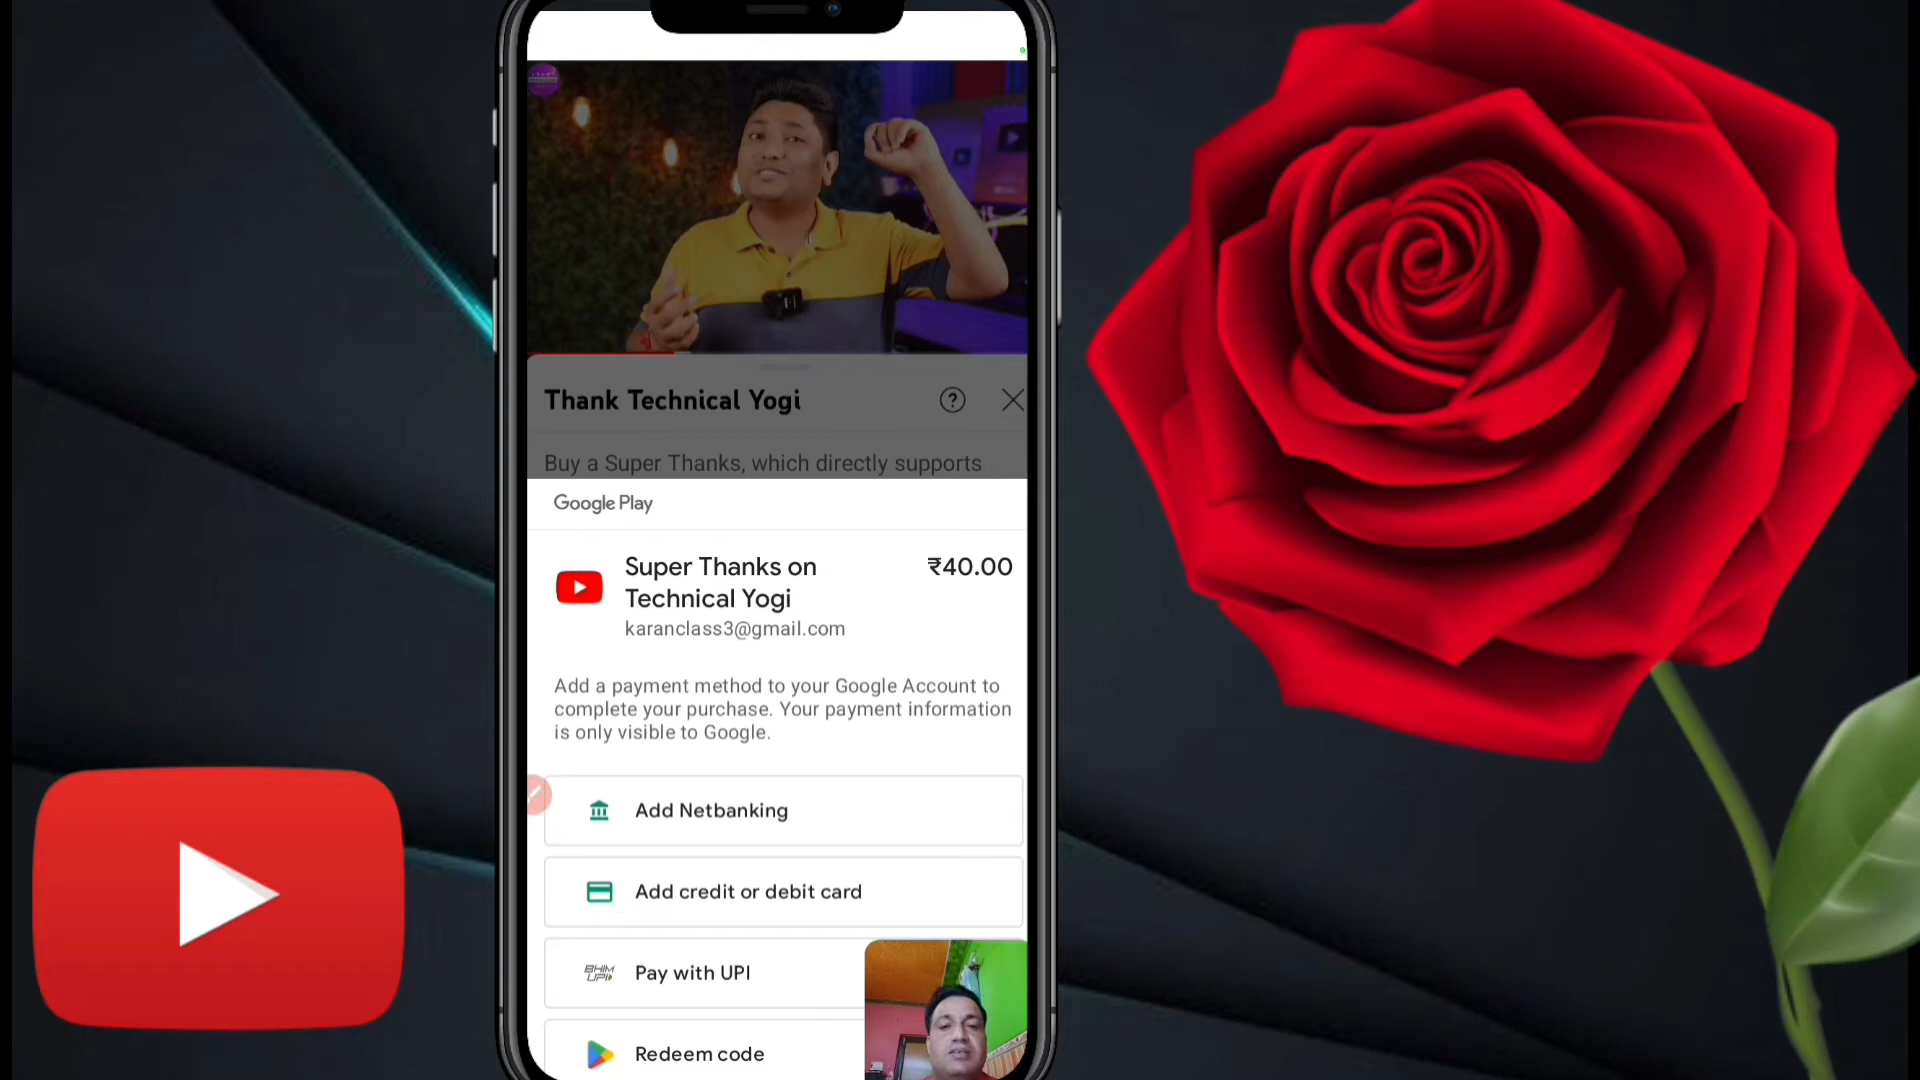 Thank Technical Yogi
?
Buy a Super Thanks, which directly supports
Google Play
Super Thanks on
Technical Yogi
₹40.00
karanclass3@gmail.com
Add a payment method to your Google Account to
complete your purchase. Your payment information
is only visible to Google.
Add Netbanking
Add credit or debit card
BHIM
UPI
Pay with UPI
Redeem code